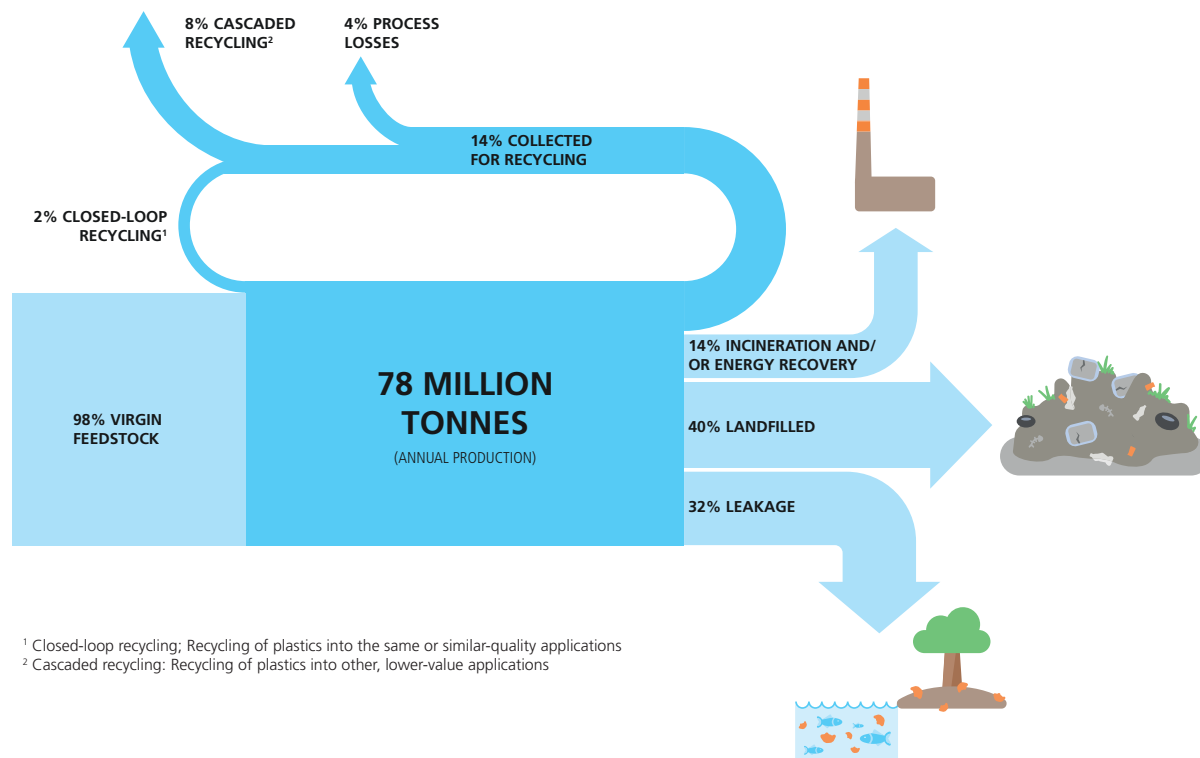 8% CASCADED
RECYCLING²
4% PROCESS
LOSSES
14% COLLECTED
FOR RECYCLING
2% CLOSED-LOOP
RECYCLING¹
98% VIRGIN
FEEDSTOCK
78 MILLION
TONNES
(ANNUAL PRODUCTION)
14% INCINERATION AND/
OR ENERGY RECOVERY
40% LANDFILLED
32% LEAKAGE
¹ Closed-loop recycling; Recycling of plastics into the same or similar-quality applications
² Cascaded recycling: Recycling of plastics into other, lower-value applications